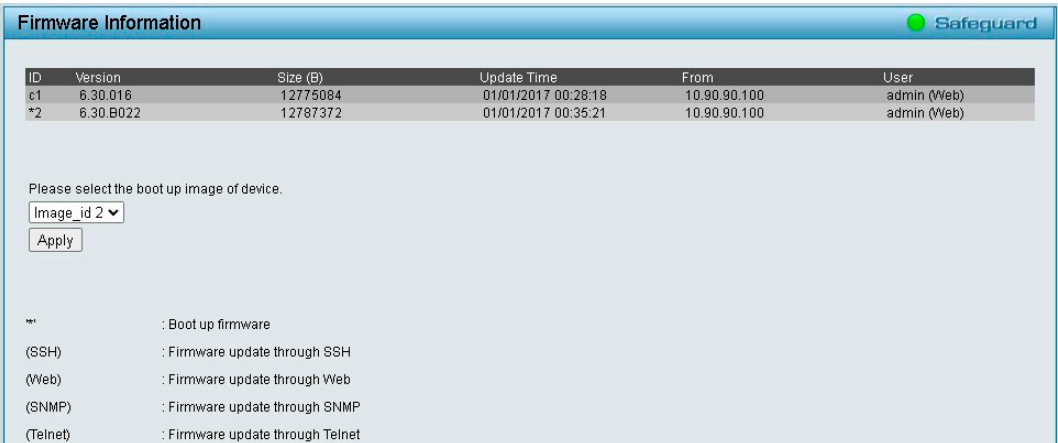 Firmware Information Safeguard
ID Version Size (B) Update Time From User
c1 6.30.016 12775084 01/01/2017 00:28:18 10.90.90.100 admin (Web)
*2 6.30.B022 12787372 01/01/2017 00:35:21 10.90.90.100 admin (Web)
Please select the boot up image of device.
Image_id 2
Apply
'*' : Boot up firmware
(SSH) : Firmware update through SSH
(Web) : Firmware update through Web
(SNMP) : Firmware update through SNMP
(Telnet) : Firmware update through Telnet